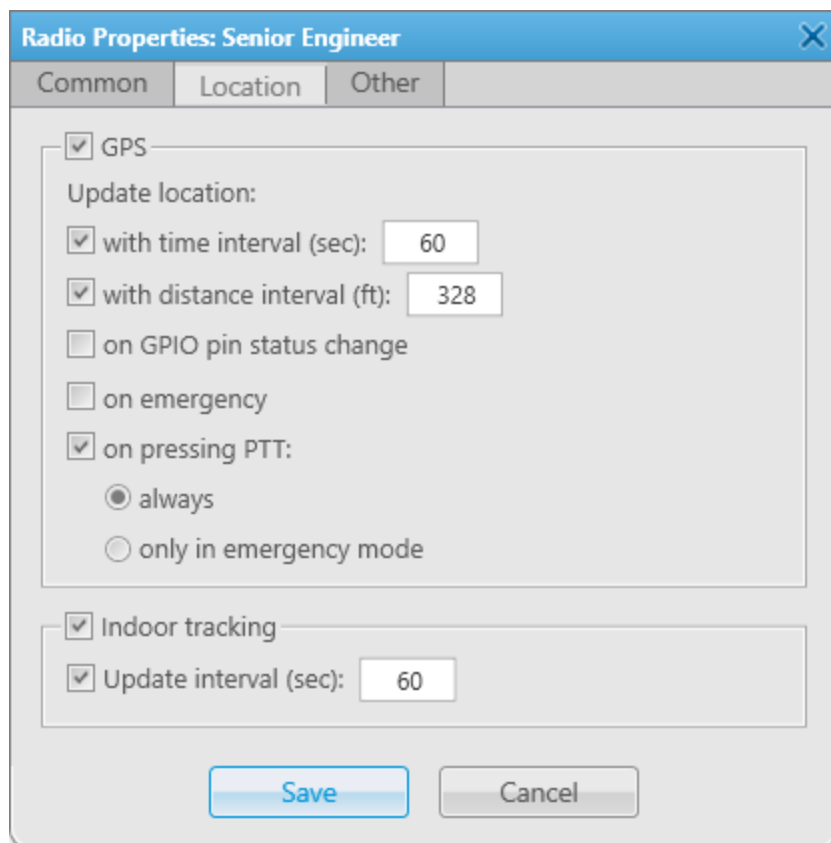 Radio Properties: Senior Engineer
Common Location Other
GPS
Update location:
with time interval (sec): 60
with distance interval (ft): 328
on GPIO pin status change
on emergency
on pressing PTT:
always
only in emergency mode
Indoor tracking
Update interval (sec): 60
Save Cancel